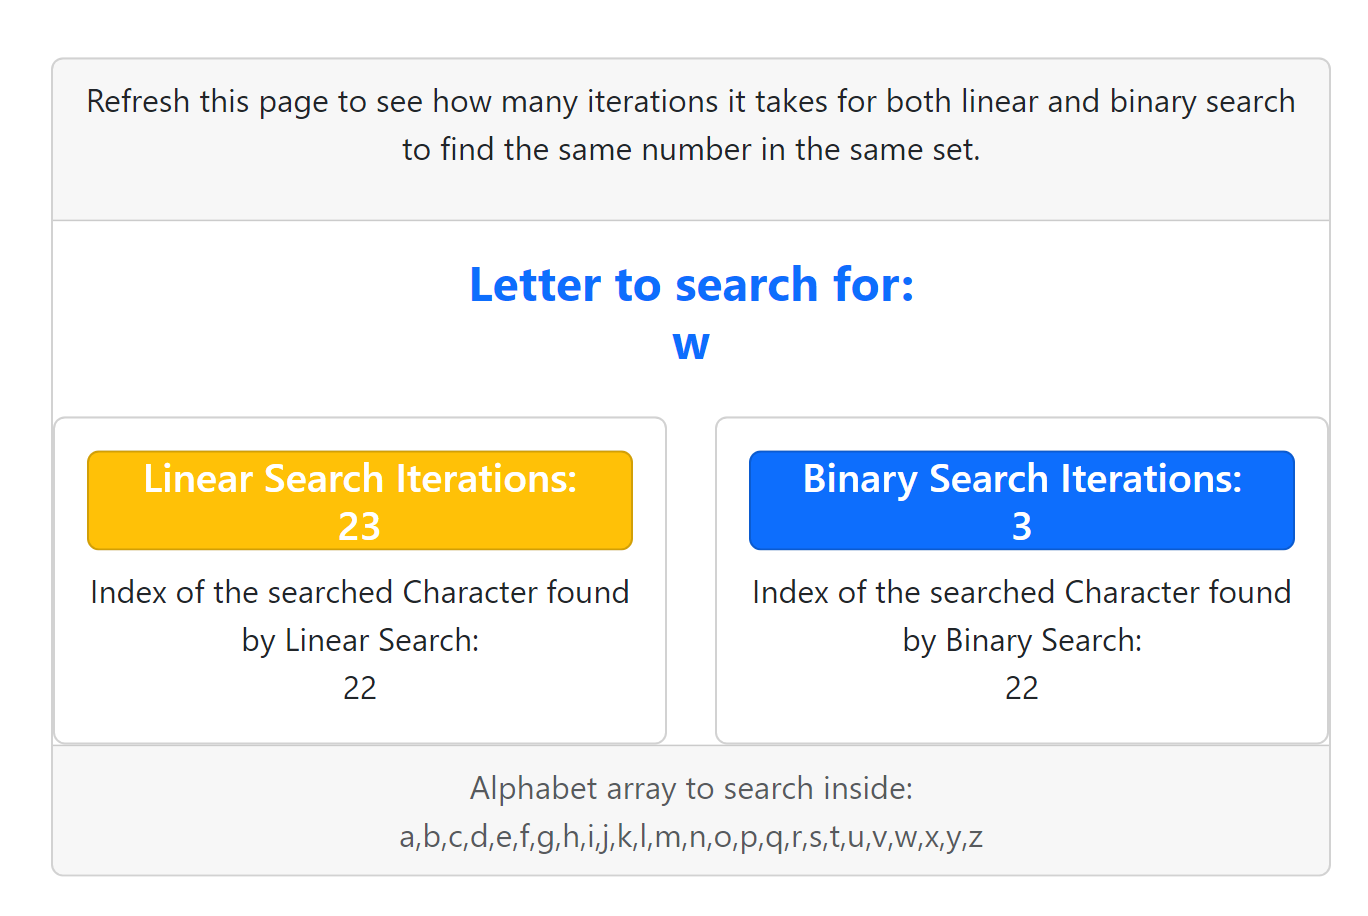 Refresh this page to see how many iterations it takes for both linear and binary search
to find the same number in the same set.
Letter to search for:
w
Linear Search Iterations:
23
Index of the searched Character found
by Linear Search:
22
Binary Search Iterations:
3
Index of the searched Character found
by Binary Search:
22
Alphabet array to search inside:
a,b,c,d,e,f,g,h,i,j,k,l,m,n,o,p,q,r,s,t,u,v,w,x,y,z